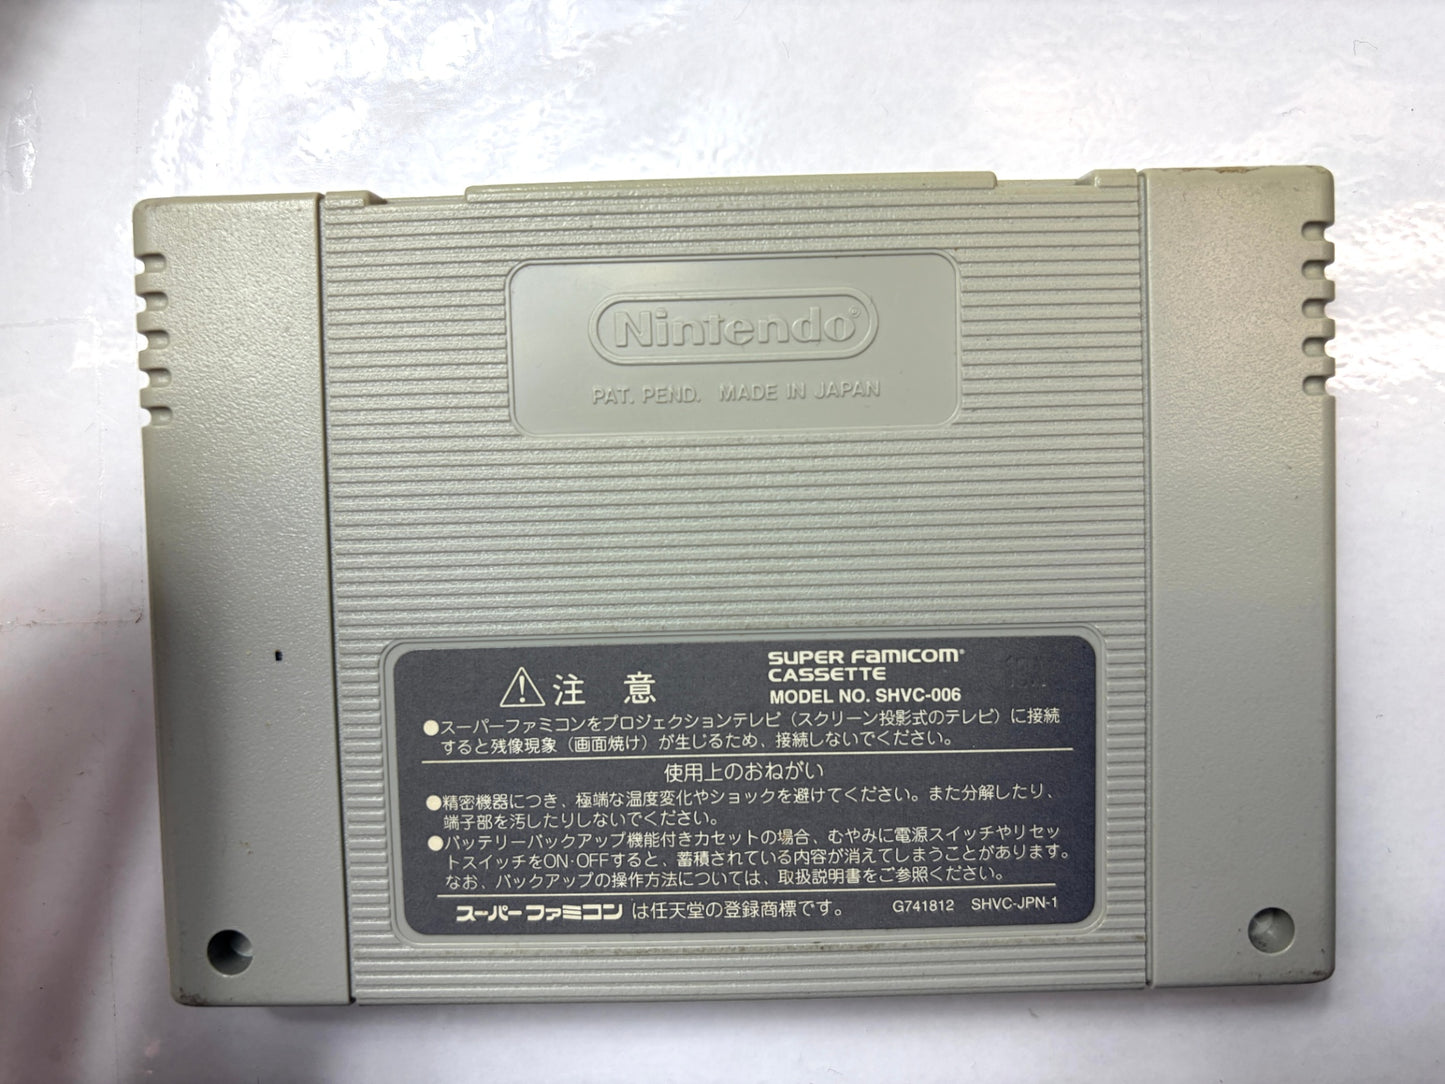 Nintendo®
PAT. PEND. MADE IN JAPAN
SUPER FAMICOM®
CASSETTE
MODEL NO. SHVC-006
注 意
●スーパーファミコンをプロジェクションテレビ（スクリーン投影式のテレビ）に接続
すると残像現象（画面焼け）が生じるため、接続しないでください。
使用上のおねがい
●精密機器につき、極端な温度変化やショックを避けてください。また分解したり、
端子部を汚したりしないでください。
●バッテリーバックアップ機能付きカセットの場合、むやみに電源スイッチやリセッ
トスイッチをON·OFFすると、蓄積されている内容が消えてしまうことがあります。
なお、バックアップの操作方法については、取扱説明書をご参照ください。
スーパーファミコン は任天堂の登録商標です。 G741812 SHVC-JPN-1